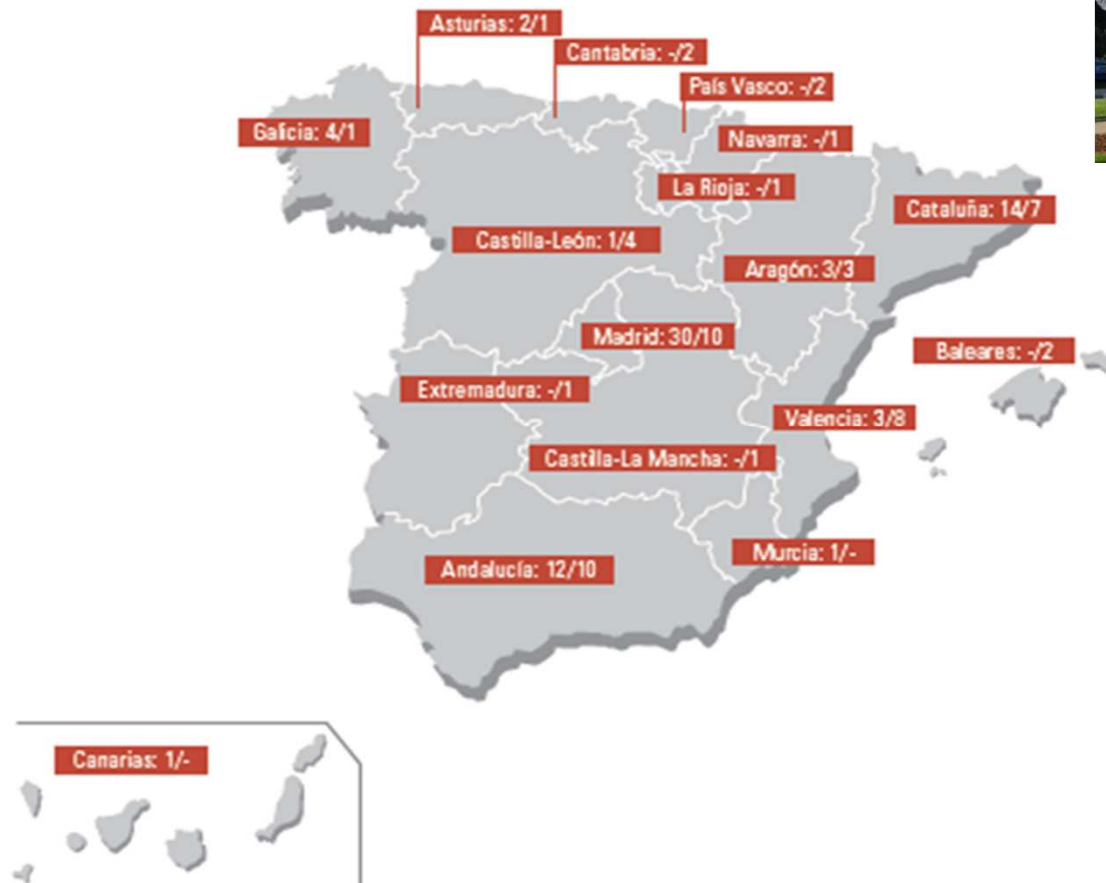 Asturias: 2/1
Cantabria: -/2
País Vasco: -/2
Galicia: 4/1
Navarra: -/1
La Rioja: -/1
Cataluña: 14/7
Castilla-León: 1/4
Aragón: 3/3
Madrid: 30/10
Baleares: -/2
Extremadura: -/1
Valencia: 3/8
Castilla-La Mancha: -/1
Murcia: 1/-
Andalucía: 12/10
Canarias: 1/-